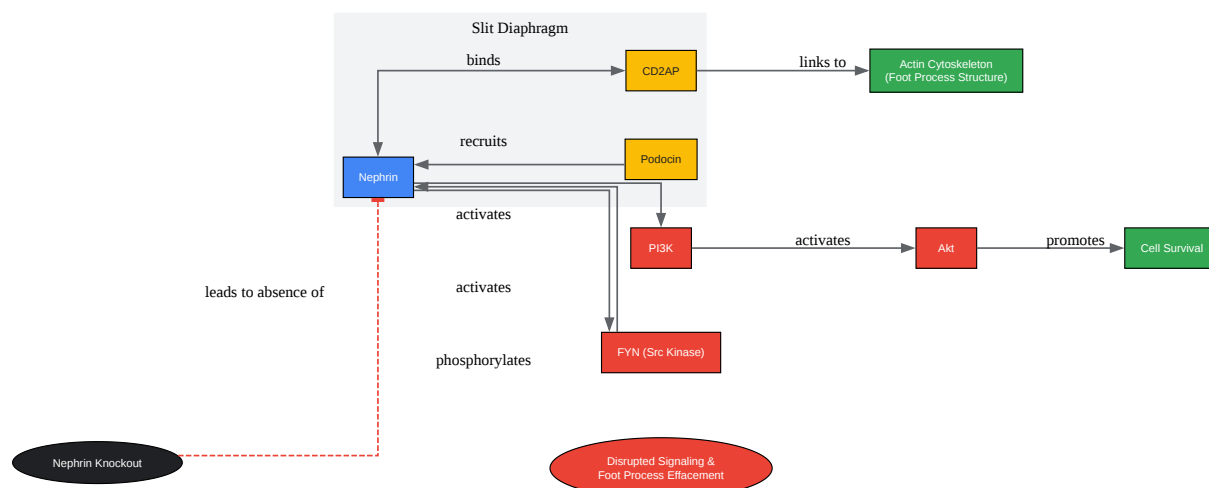 Slit Diaphragm
binds
CD2AP
links to
Actin Cytoskeleton
(Foot Process Structure)
recruits
Podocin
Nephrin
activates
PI3K
activates
Akt
promotes
Cell Survival
leads to absence of
activates
phosphorylates
FYN (Src Kinase)
Nephrin Knockout
Disrupted Signaling &
Foot Process Effacement